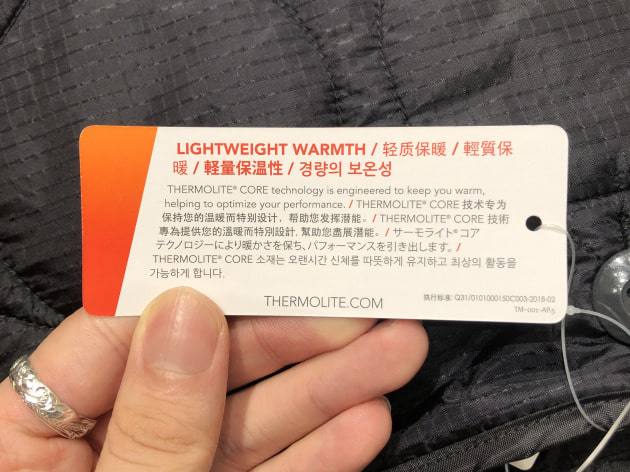 LIGHTWEIGHT WARMTH / 轻质保暖 / 輕質保
暖 / 軽量保温性 / 경량의 보온성
THERMOLITE® CORE technology is engineered to keep you warm,
helping to optimize your performance. / THERMOLITE® CORE 技术专为
保持您的温暖而特别设计，帮助您发挥潜能。/ THERMOLITE® CORE 技術
專為提供您的溫暖而特別設計, 幫助您盡展潛能。 / サーモライト® コア
テクノロジーにより暖かさを保ち、パフォーマンスを引き出します。 /
THERMOLITE® CORE 소재는 오랜시간 신체를 따뜻하게 유지하고 최상의 활동을
가능하게 합니다.
THERMOLITE.COM
执行标准: Q31/0101000150C003-2018-02
TM-001-AP.5